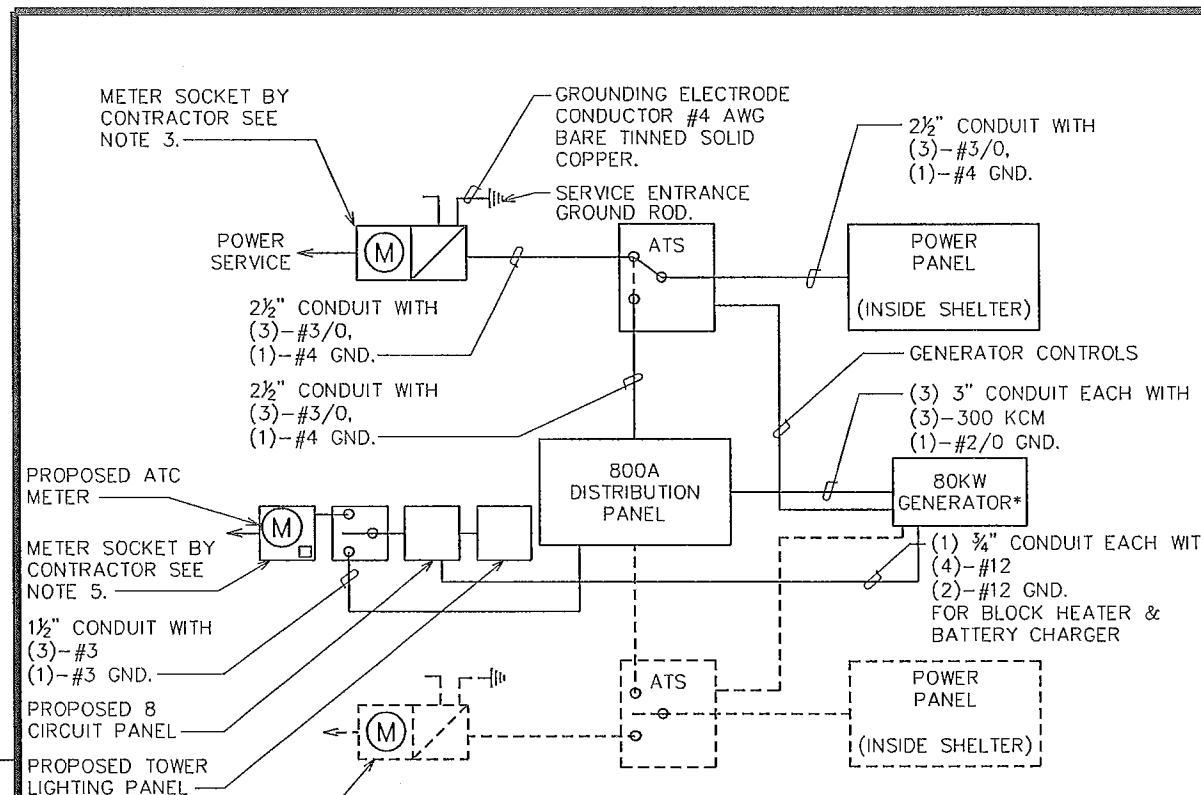 METER SOCKET BY
CONTRACTOR SEE
NOTE 3.
GROUNDING ELECTRODE
CONDUCTOR #4 AWG
BARE TINNED SOLID
COPPER.
2½" CONDUIT WITH
(3)-#3/0,
(1)-#4 GND.
SERVICE ENTRANCE
GROUND ROD.
POWER
SERVICE
M
ATS
POWER
PANEL
(INSIDE SHELTER)
2½" CONDUIT WITH
(3)-#3/0,
(1)-#4 GND.
GENERATOR CONTROLS
2½" CONDUIT WITH
(3)-#3/0,
(1)-#4 GND.
(3) 3" CONDUIT EACH WITH
(3)-300 KCM
(1)-#2/0 GND.
PROPOSED ATC
METER
M
800A
DISTRIBUTION
PANEL
80KW
GENERATOR*
METER SOCKET BY
CONTRACTOR SEE
NOTE 5.
(1) ¾" CONDUIT EACH WIT
(4)-#12
(2)-#12 GND.
FOR BLOCK HEATER &
BATTERY CHARGER
1½" CONDUIT WITH
(3)-#3
(1)-#3 GND.
PROPOSED 8
CIRCUIT PANEL
PROPOSED TOWER
LIGHTING PANEL
M
ATS
POWER
PANEL
(INSIDE SHELTER)